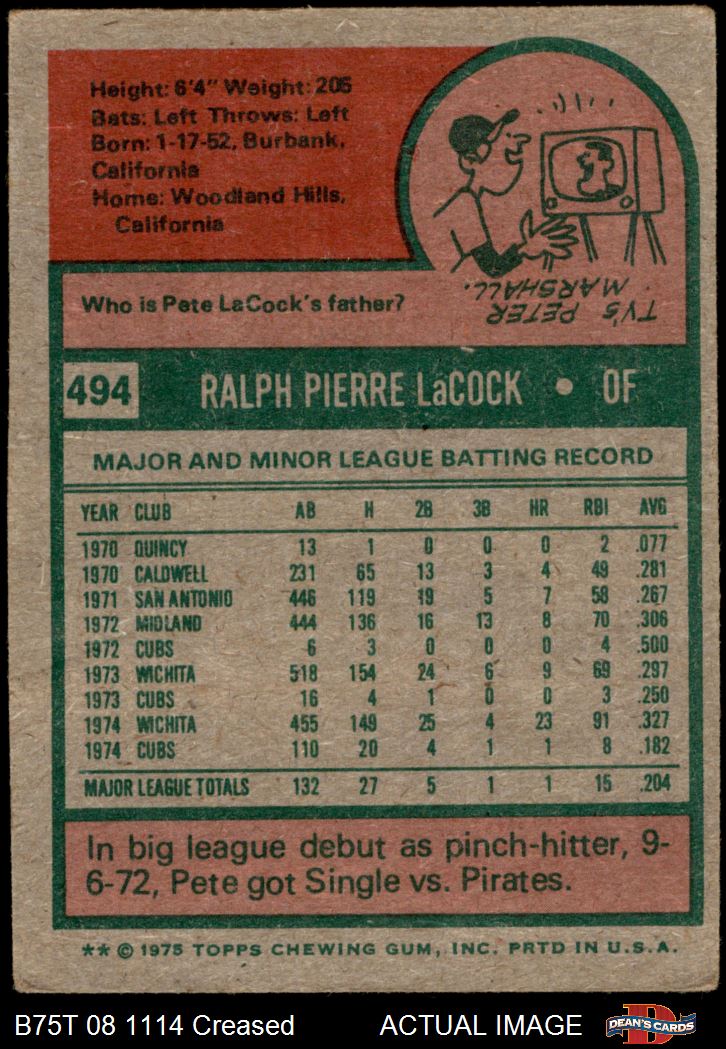 Height: 6'4" Weight: 205
Bats: Left Throws: Left
Born: 1-17-52, Burbank,
California
Home: Woodland Hills,
California
Who is Pete LaCock's father?
TV'S PETER
MARSHALL.
494 RALPH PIERRE LaCOCK • OF
MAJOR AND MINOR LEAGUE BATTING RECORD
YEAR CLUB AB H 2B 3B HR RBI AVG
1970 QUINCY 13 1 0 0 0 2 .077
1970 CALDWELL 231 65 13 3 4 49 .281
1971 SAN ANTONIO 446 119 19 5 7 58 .267
1972 MIDLAND 444 136 16 13 8 70 .306
1972 CUBS 6 3 0 0 0 4 .500
1973 WICHITA 518 154 24 6 9 69 .297
1973 CUBS 16 4 1 0 0 3 .250
1974 WICHITA 455 149 25 4 23 91 .327
1974 CUBS 110 20 4 1 1 8 .182
MAJOR LEAGUE TOTALS 132 27 5 1 1 15 .204
In big league debut as pinch-hitter, 9-
6-72, Pete got Single vs. Pirates.
** © 1975 TOPPS CHEWING GUM, INC. PRTD IN U.S.A.
B75T 08 1114 Creased ACTUAL IMAGE
D
DEAN'S CARDS